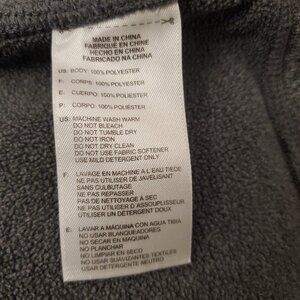 MADE IN CHINA
FABRIQUÉ EN CHINE
HECHO EN CHINA
FABRICADO NA CHINA
US: BODY: 100% POLYESTER
F: CORPS: 100% POLYESTER
E: CUERPO: 100% POLIÉSTER
P: CORPO: 100% POLIÉSTER
US: MACHINE WASH WARM
DO NOT BLEACH
DO NOT TUMBLE DRY
DO NOT IRON
DO NOT DRY CLEAN
DO NOT USE FABRIC SOFTENER
USE MILD DETERGENT ONLY
F: LAVAGE EN MACHINE A L'EAU TIEDE
NE PAS UTILISER DE JAVELISANT
SANS CULBUTAGE
NE PAS REPASSER
PAS DE NETTOYAGE À SEC
NE PAS UTILISER D'ASSOUPLISSEUR
UTILISER UN DETERGENT DOUX
E: LAVAR A MÁQUINA CON AGUA TIBIA
NO USAR BLANQUEADORES
NO SECAR EN MAQUINA
NO PLANCHAR
NO LIMPIAR EN SECO
NO USAR SUAVIZANTES TEXTILES
USAR DETERGENTE NEUTRO